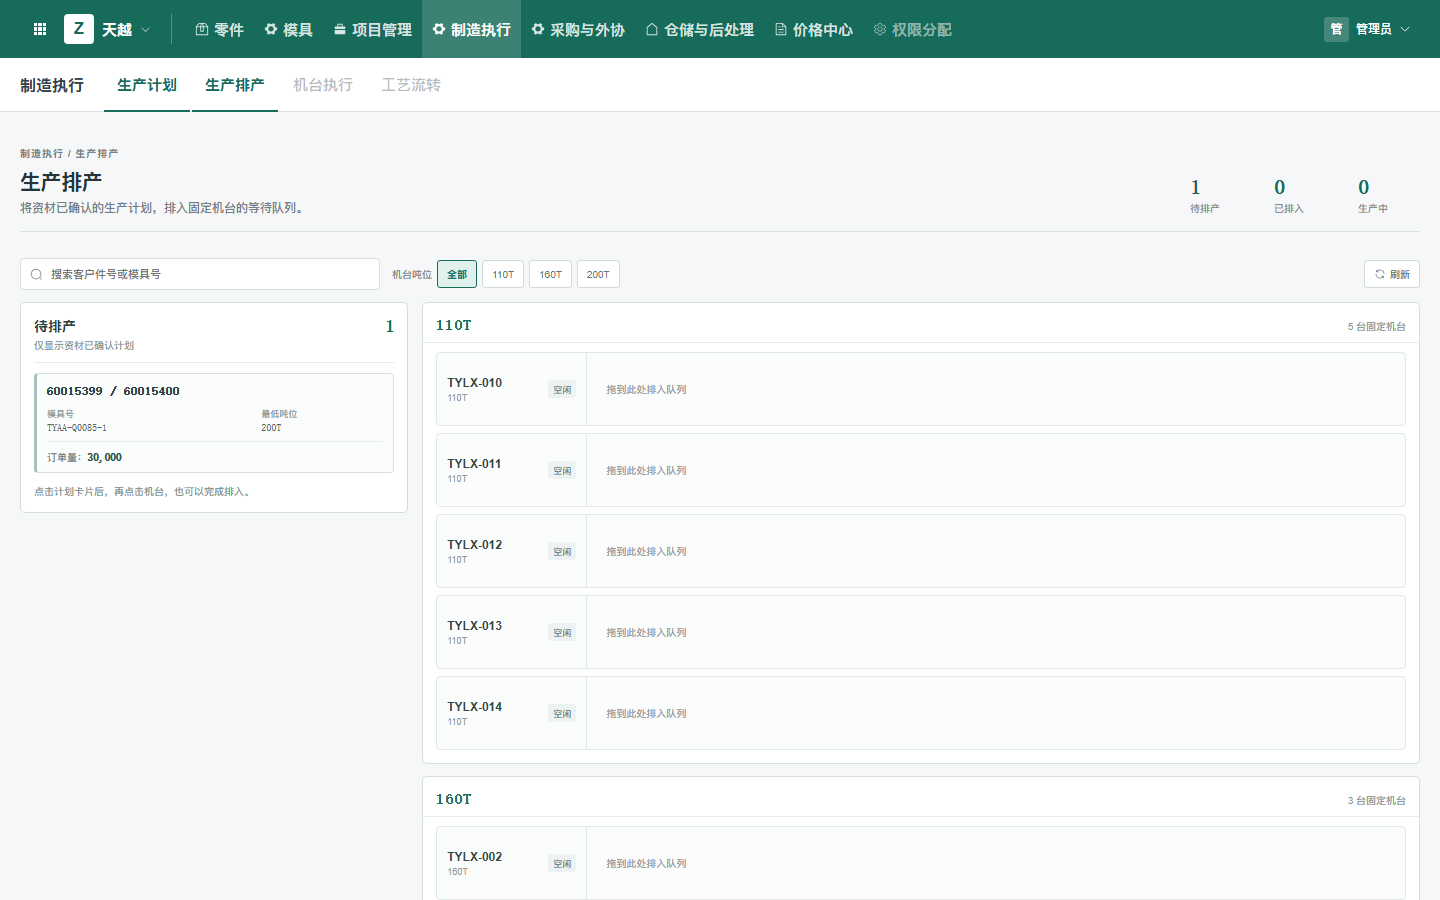 Z 天越 零件 模具 项目管理 制造执行 采购与外协 仓储与后处理 价格中心 权限分配 管 管理员
制造执行 生产计划 生产排产 机台执行 工艺流转
制造执行 / 生产排产
生产排产
将资材已确认的生产计划，排入固定机台的等待队列。
1 0 0
待排产 已排入 生产中
搜索客户件号或模具号 机台吨位 全部 110T 160T 200T 刷新
待排产 1
仅显示资材已确认计划
60015399 / 60015400
模具号 最低吨位
TYAA-Q0085-1 200T
订单量：30,000
点击计划卡片后，再点击机台，也可以完成排入。
110T 5 台固定机台
TYLX-010 空闲 拖到此处排入队列
110T
TYLX-011 空闲 拖到此处排入队列
110T
TYLX-012 空闲 拖到此处排入队列
110T
TYLX-013 空闲 拖到此处排入队列
110T
TYLX-014 空闲 拖到此处排入队列
110T
160T 3 台固定机台
TYLX-002 空闲 拖到此处排入队列
160T